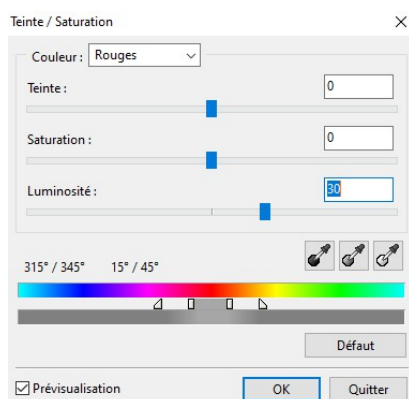 Teinte / Saturation
Couleur : Rouges
Teinte : 0
Saturation : 0
Luminosité : 30
315° / 345° 15° / 45°
Défaut
Prévisualisation OK Quitter